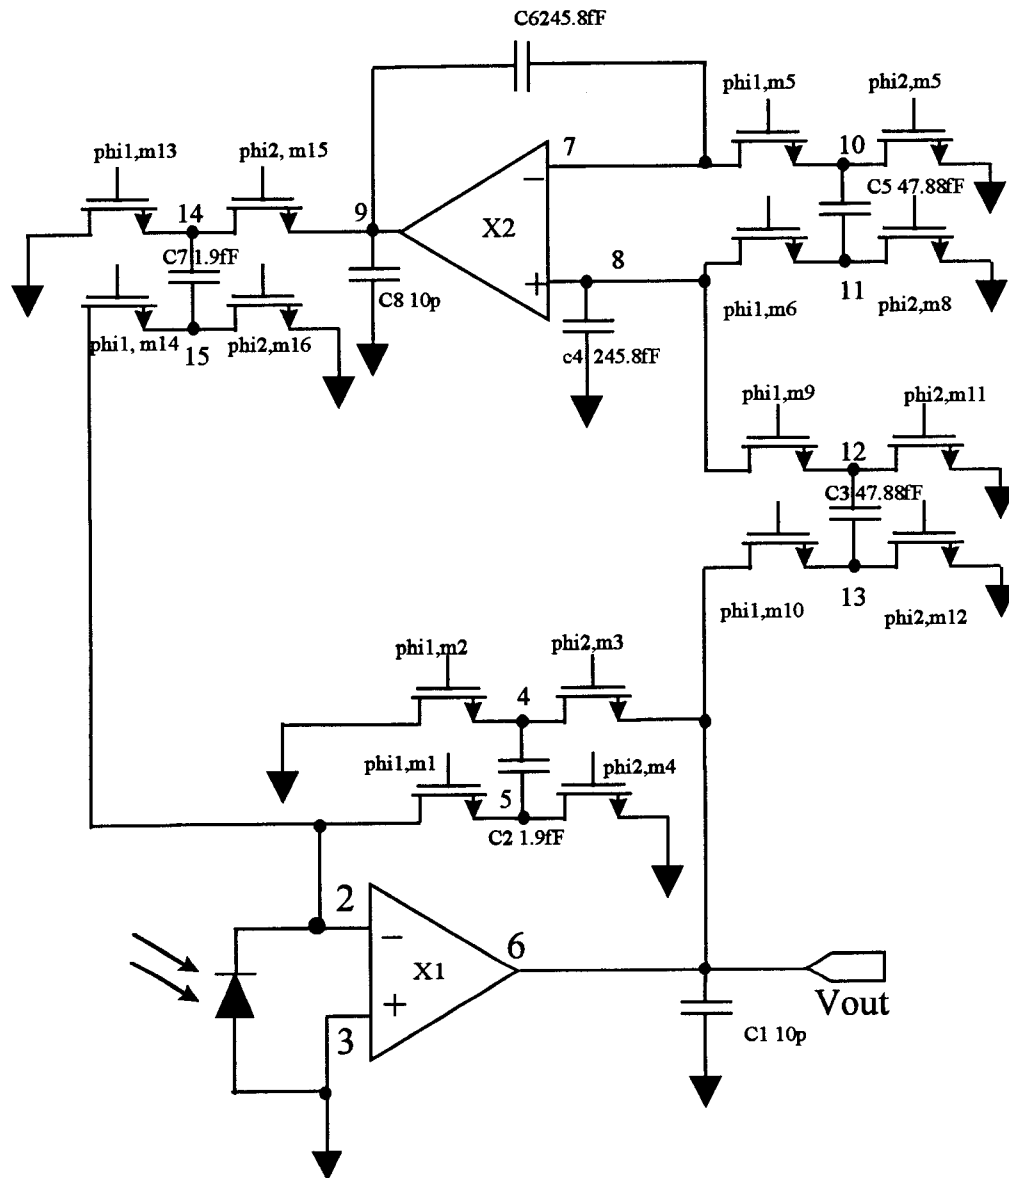 C6245.8fF
phi1,m5
phi2,m5
phi1,m13
phi2, m15
7
10
14
9
−
X2
C5 47.88fF
C7 1.9fF
8
+
C8 10p
11
phi1,m6
phi2,m8
phi1, m14
15
phi2,m16
c4 245.8fF
phi1,m9
phi2,m11
12
C3 47.88fF
13
phi1,m10
phi2,m12
phi1,m2
phi2,m3
4
phi1,m1
phi2,m4
5
C2 1.9fF
2
−
6
X1
+
3
Vout
C1 10p